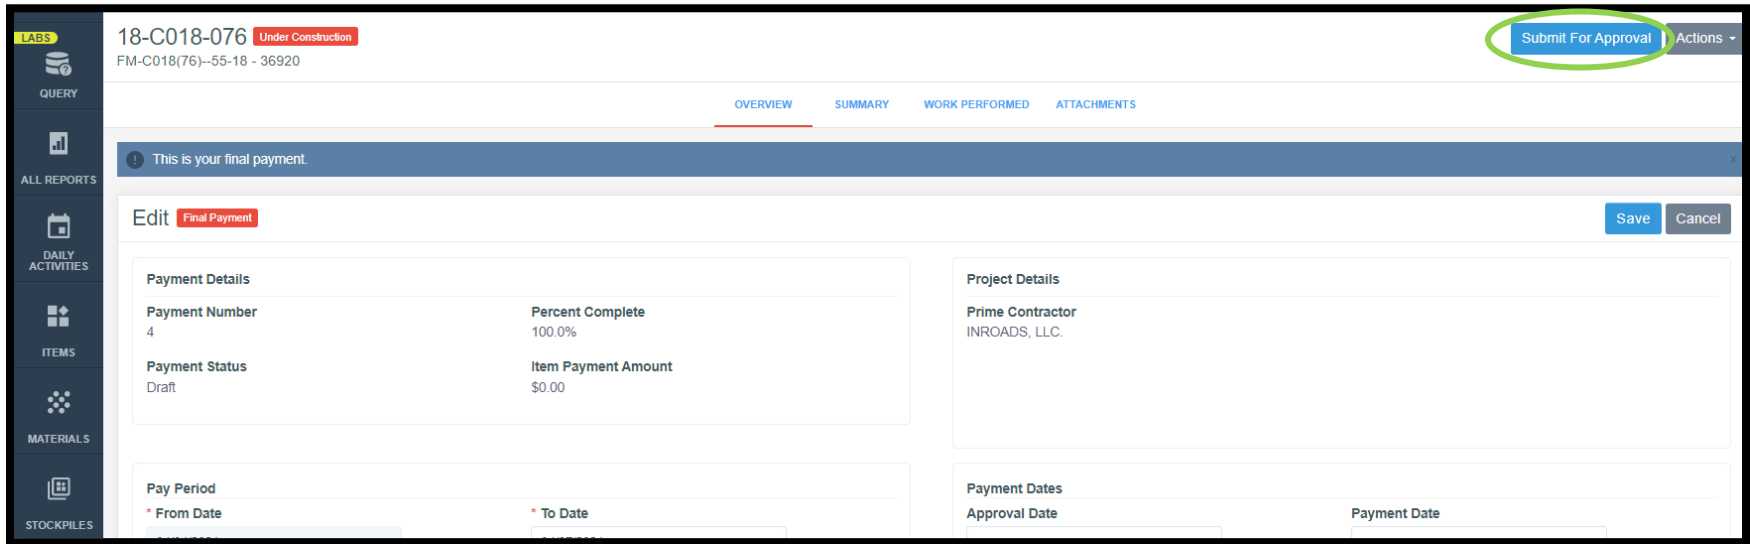 LABS
QUERY
ALL REPORTS
DAILY
ACTIVITIES
ITEMS
MATERIALS
STOCKPILES
18-C018-076 Under Construction
FM-C018(76)--55-18 - 36920
Submit For Approval Actions
OVERVIEW SUMMARY WORK PERFORMED ATTACHMENTS
! This is your final payment. x
Edit Final Payment
Save Cancel
Payment Details
Payment Number Percent Complete
4 100.0%
Payment Status Item Payment Amount
Draft $0.00
Project Details
Prime Contractor
INROADS, LLC.
Pay Period
* From Date * To Date
Payment Dates
Approval Date Payment Date